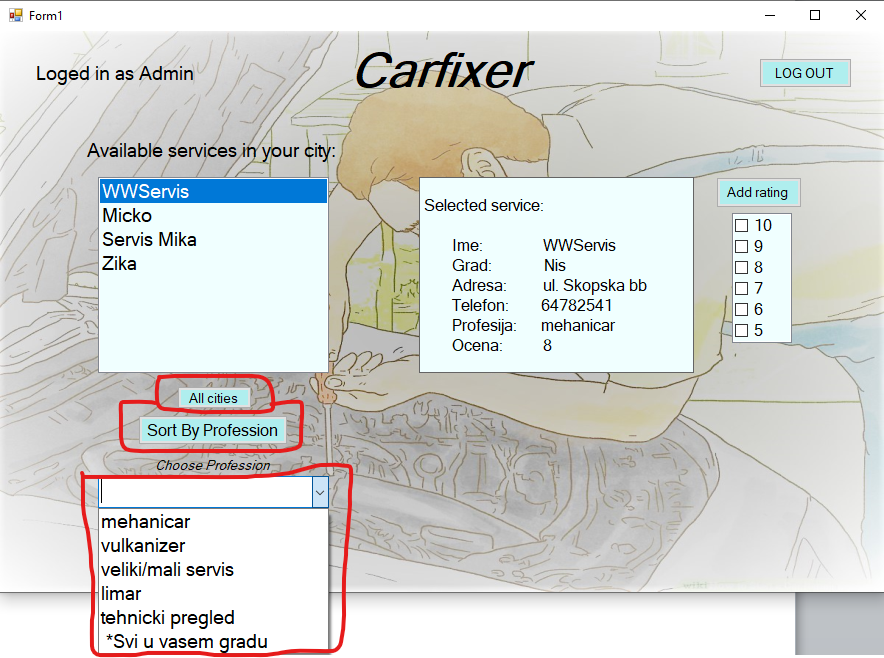 Form1
Loged in as Admin
Carfixer
LOG OUT
Available services in your city:
WWServis
Micko
Servis Mika
Zika
Selected service:
Ime: WWServis
Grad: Nis
Adresa: ul. Skopska bb
Telefon: 64782541
Profesija: mehanicar
Ocena: 8
Add rating
10
9
8
7
6
5
All cities
Sort By Profession
Choose Profession
mehanicar
vulkanizer
veliki/mali servis
limar
tehnicki pregled
*Svi u vasem gradu